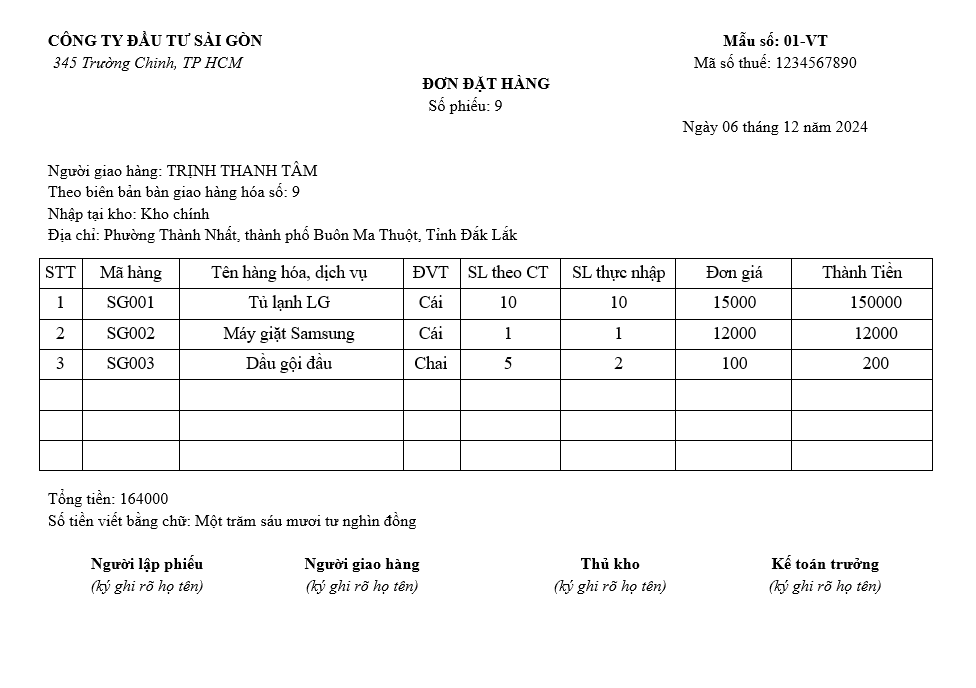 CÔNG TY ĐẦU TƯ SÀI GÒN
Mẫu số: 01-VT
345 Trường Chinh, TP HCM
Mã số thuế: 1234567890
ĐƠN ĐẶT HÀNG
Số phiếu: 9
Ngày 06 tháng 12 năm 2024
Người giao hàng: TRỊNH THANH TÂM
Theo biên bản bàn giao hàng hóa số: 9
Nhập tại kho: Kho chính
Địa chỉ: Phường Thành Nhất, thành phố Buôn Ma Thuột, Tỉnh Đắk Lắk
STT Mã hàng Tên hàng hóa, dịch vụ ĐVT SL theo CT SL thực nhập Đơn giá Thành Tiền
1 SG001 Tủ lạnh LG Cái 10 10 15000 150000
2 SG002 Máy giặt Samsung Cái 1 1 12000 12000
3 SG003 Dầu gội đầu Chai 5 2 100 200
Tổng tiền: 164000
Số tiền viết bằng chữ: Một trăm sáu mươi tư nghìn đồng
Người lập phiếu Người giao hàng Thủ kho Kế toán trưởng
(ký ghi rõ họ tên) (ký ghi rõ họ tên) (ký ghi rõ họ tên) (ký ghi rõ họ tên)